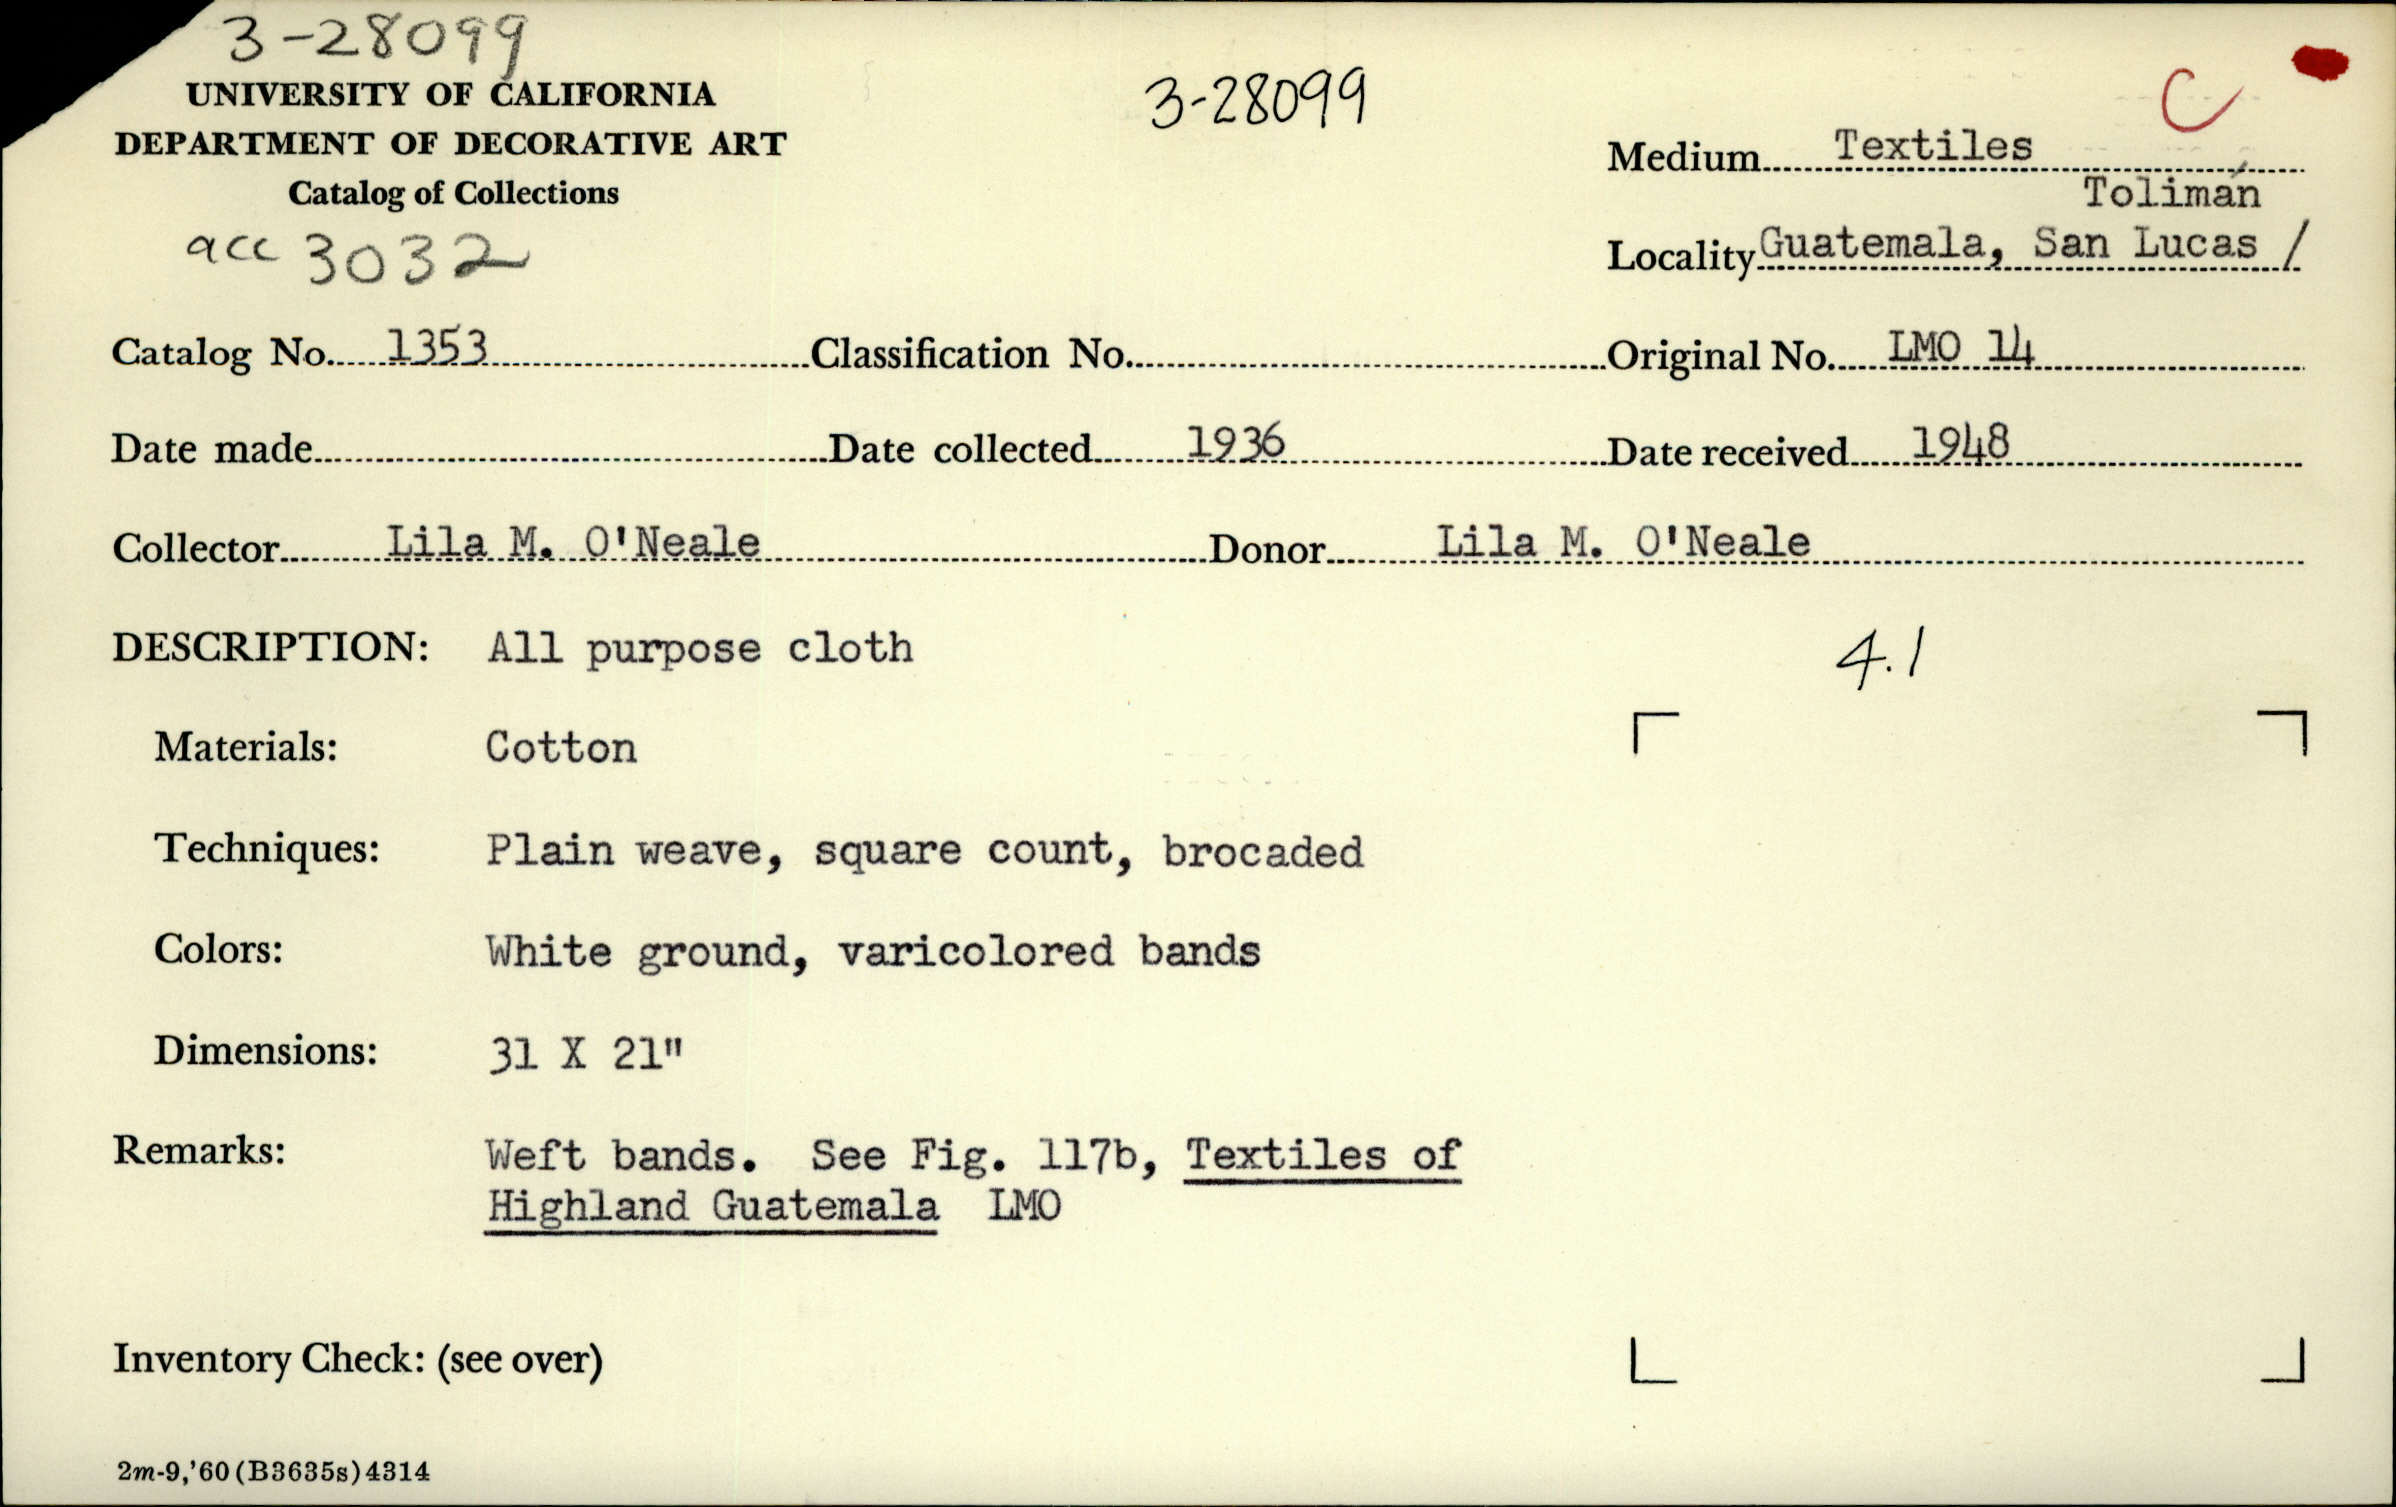 3-28099
UNIVERSITY OF CALIFORNIA
DEPARTMENT OF DECORATIVE ART
Catalog of Collections
acc 3032
3-28099
C
Medium Textiles
Tolimán
Locality Guatemala, San Lucas /
Catalog No. 1353 Classification No. Original No. LMO 14
Date made Date collected 1936 Date received 1948
Collector Lila M. O'Neale Donor Lila M. O'Neale
DESCRIPTION: All purpose cloth 4.1
Materials: Cotton
Techniques: Plain weave, square count, brocaded
Colors: White ground, varicolored bands
Dimensions: 31 X 21"
Remarks: Weft bands. See Fig. 117b, Textiles of
Highland Guatemala LMO
Inventory Check: (see over)
2m-9,'60(B3635s)4314